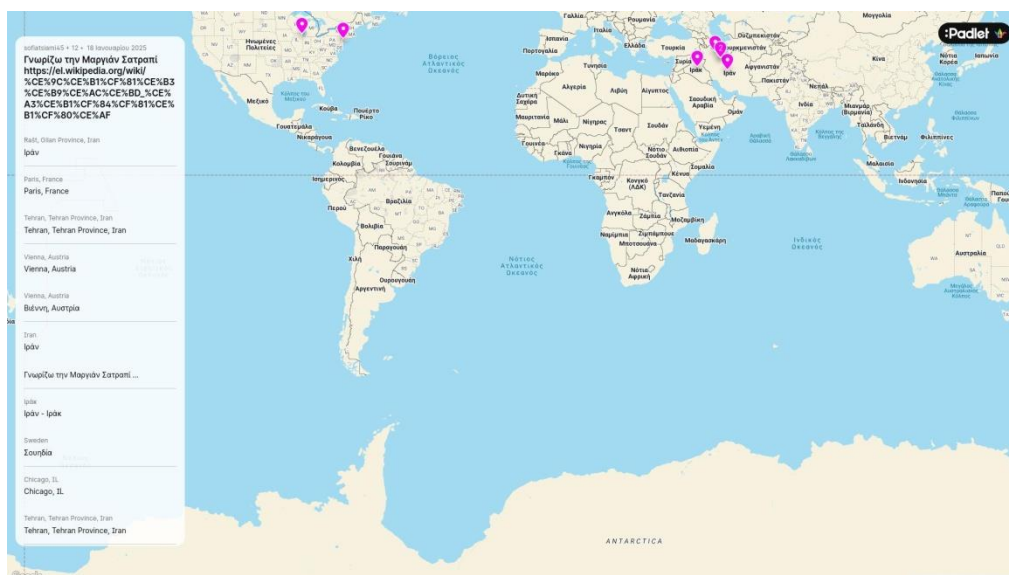 sofiatsiami45 • 12 • 18 Ιανουαρίου 2025
Γνωρίζω την Μαργιάν Σατραπί
https://el.wikipedia.org/wiki/
%CE%9C%CE%B1%CF%81%CE%B3
%CE%B9%CE%AC%CE%BD_%CE%
A3%CE%B1%CF%84%CF%81%CE%
B1%CF%80%CE%AF
Rašt, Gilan Province, Iran
Ιράν
Paris, France
Paris, France
Tehran, Tehran Province, Iran
Tehran, Tehran Province, Iran
Vienna, Austria
Vienna, Austria
Vienna, Austria
Βιέννη, Αυστρία
Iran
Ιράν
Γνωρίζω την Μαργιάν Σατραπί ...
Ιράκ
Ιράν - Ιράκ
Sweden
Σουηδία
Chicago, IL
Chicago, IL
Tehran, Tehran Province, Iran
Tehran, Tehran Province, Iran
:Padlet
Γαλλία
Ρουμανία
Μογγολία
Ηνωμένες
Πολιτείες
Ισπανία
Ιταλία
Πορτογαλία
Ελλάδα
Τουρκία
Ουζμπεκιστάν
Τουρκμενιστάν
Κίνα
Νότια
Κορέα
Ιαπωνία
Βόρειος
Ατλαντικός
Ωκεανός
Μαρόκο
Τυνησία
Συρία
Ιράκ
Ιράν
Αφγανιστάν
Πακιστάν
Νεπάλ
Μεξικό
Κούβα
Πουέρτο
Ρίκο
Δυτική
Σαχάρα
Αλγερία
Λιβύη
Αίγυπτος
Σαουδική
Αραβία
Ομάν
Ινδία
Μιανμάρ
(Βιρμανία)
Ταϊλάνδη
Γουατεμάλα
Νικαράγουα
Μαυριτανία
Μάλι
Νίγηρας
Τσαντ
Σουδάν
Υεμένη
Βιετνάμ
Φιλιππίνες
Βενεζουέλα
Γουιάνα
Κολομβία
Σουρινάμ
Γουινέα
Γκάνα
Νιγηρία
Νότιο
Σουδάν
Αιθιοπία
Σομαλία
Μαλαισία
Ισημερινός
Γκαμπόν
Κονγκό
(ΛΔΚ)
Κένυα
Ινδονησία
Περού
Βραζιλία
Τανζανία
Βολιβία
Ανγκόλα
Ζάμπια
Μοζαμβίκη
Παραγουάη
Ναμίμπια
Ζιμπάμπουε
Μποτσουάνα
Μαδαγασκάρη
Χιλή
Ουρουγουάη
Αργεντινή
Νότιος
Ατλαντικός
Ωκεανός
Νότια
Αφρική
Ινδικός
Ωκεανός
Αυστραλία
Μεγάλος
Αυστραλιανός
Κόλπος
ANTARCTICA